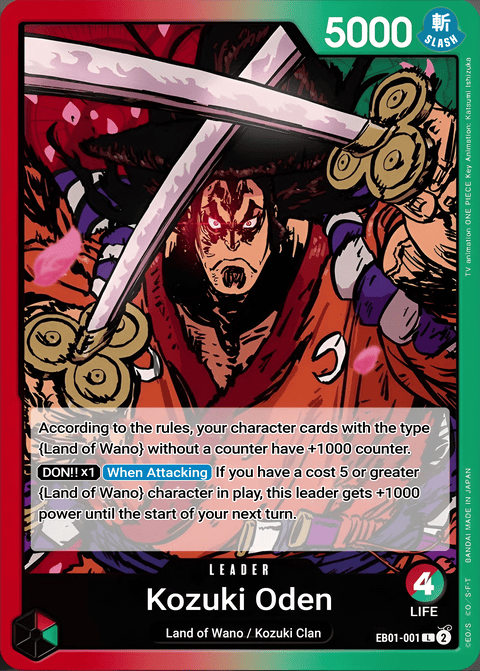 5000
斬
SLASH
TV animation ONE PIECE Key Animation: Katsumi Ishizuka
According to the rules, your character cards with the type
{Land of Wano} without a counter have +1000 counter.
DON!! x1 When Attacking If you have a cost 5 or greater
{Land of Wano} character in play, this leader gets +1000
power until the start of your next turn.
LEADER
Kozuki Oden
Land of Wano / Kozuki Clan
4
LIFE
EB01-001 L 2
©EO/S ©O/S·F·T BANDAI MADE IN JAPAN